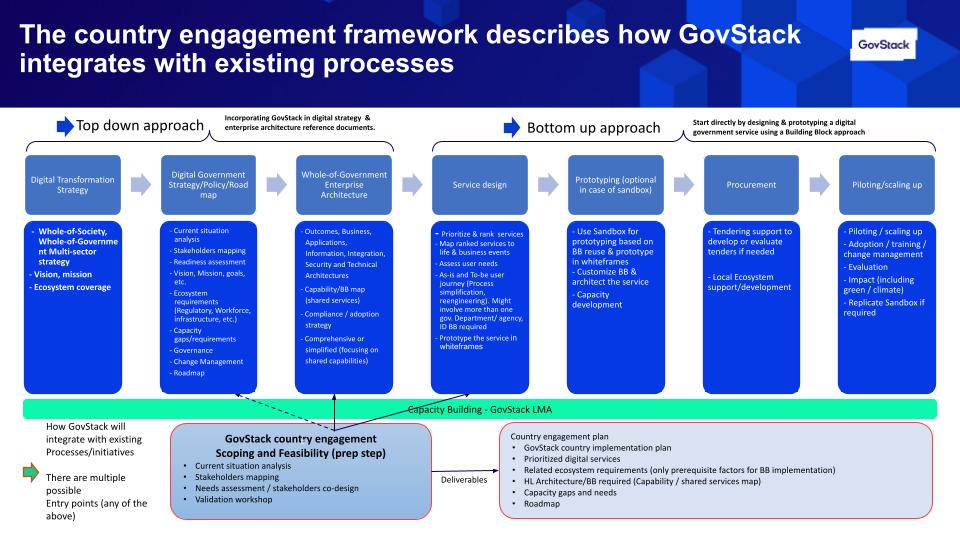 The country engagement framework describes how GovStack
integrates with existing processes
GovStack
Top down approach
Incorporating GovStack in digital strategy &
enterprise architecture reference documents.
Bottom up approach
Start directly by designing & prototyping a digital
government service using a Building Block approach
Digital Transformation
Strategy
Digital Government
Strategy/Policy/Road
map
Whole-of-Government
Enterprise
Architecture
Service design
Prototyping (optional
in case of sandbox)
Procurement
Piloting/scaling up
- Whole-of-Society,
Whole-of-Governme
nt Multi-sector
strategy
- Vision, mission
- Ecosystem coverage
- Current situation
analysis
- Stakeholders mapping
- Readiness assessment
- Vision, Mission, goals,
etc.
- Ecosystem
requirements
(Regulatory, Workforce,
infrastructure, etc.)
- Capacity
gaps/requirements
- Governance
- Change Management
- Roadmap
- Outcomes, Business,
Applications,
Information, Integration,
Security and Technical
Architectures
- Capability/BB map
(shared services)
- Compliance / adoption
strategy
- Comprehensive or
simplified (focusing on
shared capabilities)
- Prioritize & rank services
- Map ranked services to
life & business events
- Assess user needs
- As-is and To-be user
journey (Process
simplification,
reengineering). Might
involve more than one
gov. Department/ agency,
ID BB required
- Prototype the service in
whiteframes
- Use Sandbox for
prototyping based on
BB reuse & prototype
in whiteframes
- Customize BB &
architect the service
- Capacity
development
- Tendering support to
develop or evaluate
tenders if needed
- Local Ecosystem
support/development
- Piloting / scaling up
- Adoption / training /
change management
- Evaluation
- Impact (including
green / climate)
- Replicate Sandbox if
required
Capacity Building - GovStack LMA
How GovStack will
integrate with existing
Processes/initiatives
There are multiple
possible
Entry points (any of the
above)
GovStack country engagement
Scoping and Feasibility (prep step)
• Current situation analysis
• Stakeholders mapping
• Needs assessment / stakeholders co-design
• Validation workshop
Deliverables
Country engagement plan
• GovStack country implementation plan
• Prioritized digital services
• Related ecosystem requirements (only prerequisite factors for BB implementation)
• HL Architecture/BB required (Capability / shared services map)
• Capacity gaps and needs
• Roadmap